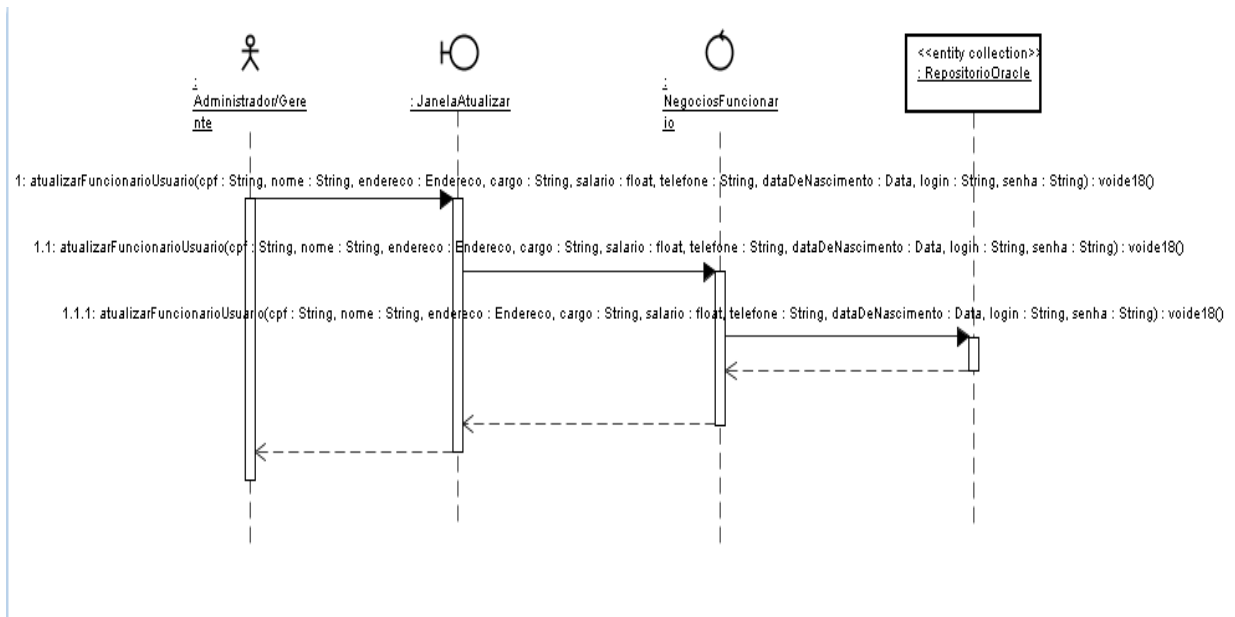 :
Administrador/Gere
nte
: JanelaAtualizar
:
NegociosFuncionar
io
<<entity collection>>
: RepositorioOracle
1: atualizarFuncionarioUsuario(cpf : String, nome : String, endereco : Endereco, cargo : String, salario : float, telefone : String, dataDeNascimento : Data, login : String, senha : String) : voide18()
1.1: atualizarFuncionarioUsuario(cpf : String, nome : String, endereco : Endereco, cargo : String, salario : float, telefone : String, dataDeNascimento : Data, login : String, senha : String) : voide18()
1.1.1: atualizarFuncionarioUsuario(cpf : String, nome : String, endereco : Endereco, cargo : String, salario : float, telefone : String, dataDeNascimento : Data, login : String, senha : String) : voide18()